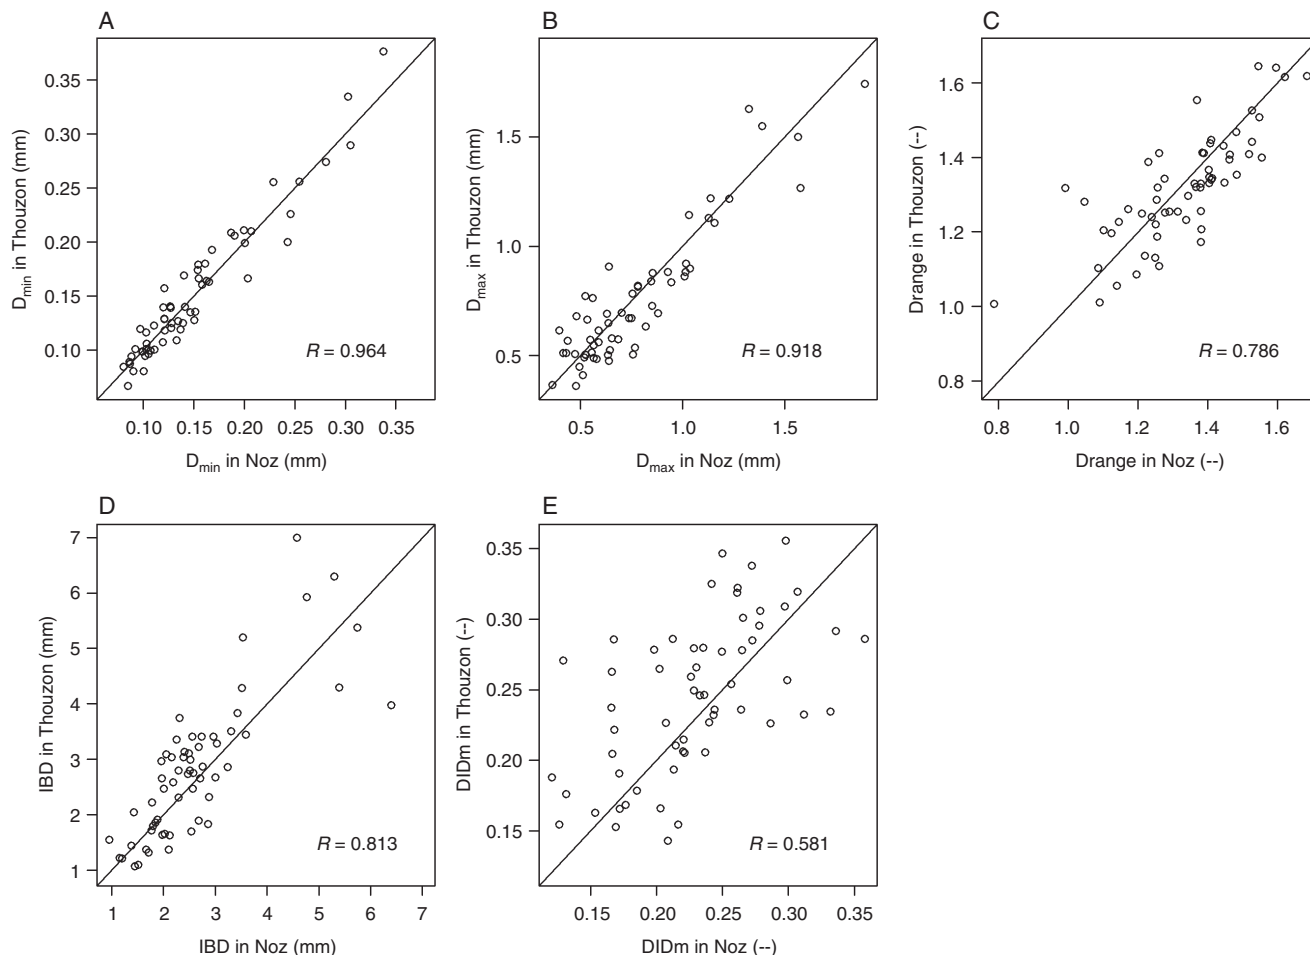 A
0.35
0.30
0.25
0.20
0.15
0.10
Dmin in Thouzon (mm)
R = 0.964
0.10 0.15 0.20 0.25 0.30 0.35
Dmin in Noz (mm)
B
1.5
1.0
0.5
Dmax in Thouzon (mm)
R = 0.918
0.5 1.0 1.5
Dmax in Noz (mm)
C
1.6
1.4
1.2
1.0
0.8
Drange in Thouzon (--)
R = 0.786
0.8 1.0 1.2 1.4 1.6
Drange in Noz (--)
D
7
6
5
4
3
2
1
IBD in Thouzon (mm)
R = 0.813
1 2 3 4 5 6 7
IBD in Noz (mm)
E
0.35
0.30
0.25
0.20
0.15
DIDm in Thouzon (--)
R = 0.581
0.15 0.20 0.25 0.30 0.35
DIDm in Noz (--)